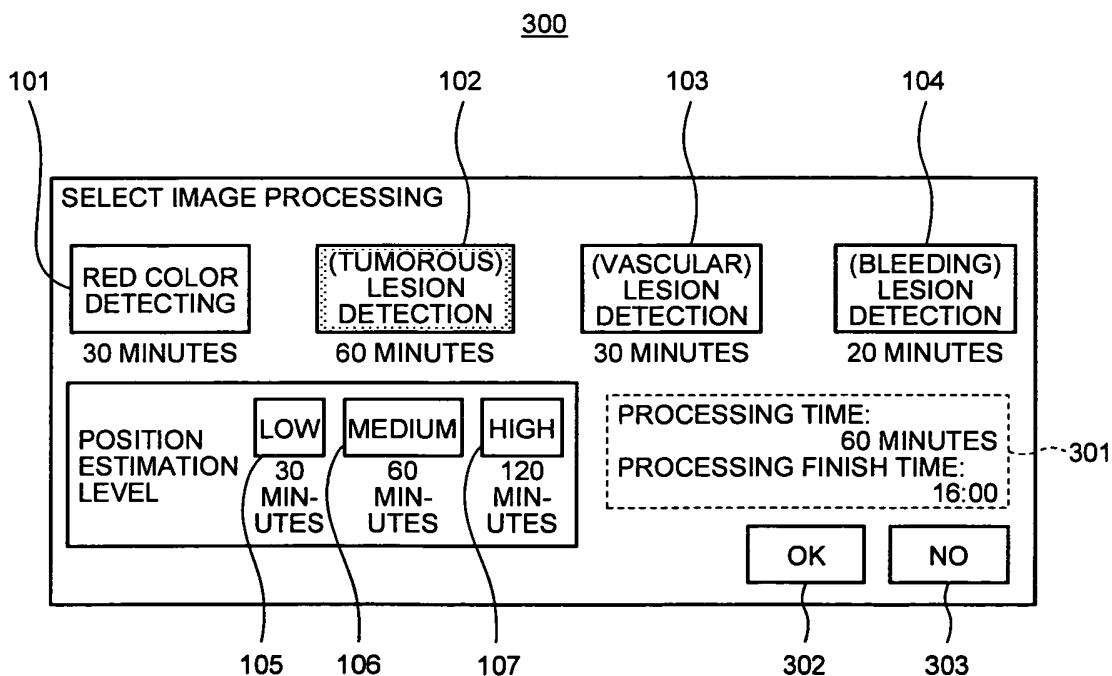 300
101
102
103
104
SELECT IMAGE PROCESSING
RED COLOR
DETECTING
30 MINUTES
(TUMOROUS)
LESION
DETECTION
60 MINUTES
(VASCULAR)
LESION
DETECTION
30 MINUTES
(BLEEDING)
LESION
DETECTION
20 MINUTES
POSITION
ESTIMATION
LEVEL
LOW
30
MIN-
UTES
MEDIUM
60
MIN-
UTES
HIGH
120
MIN-
UTES
PROCESSING TIME:
60 MINUTES
PROCESSING FINISH TIME:
16:00
301
OK
NO
105
106
107
302
303